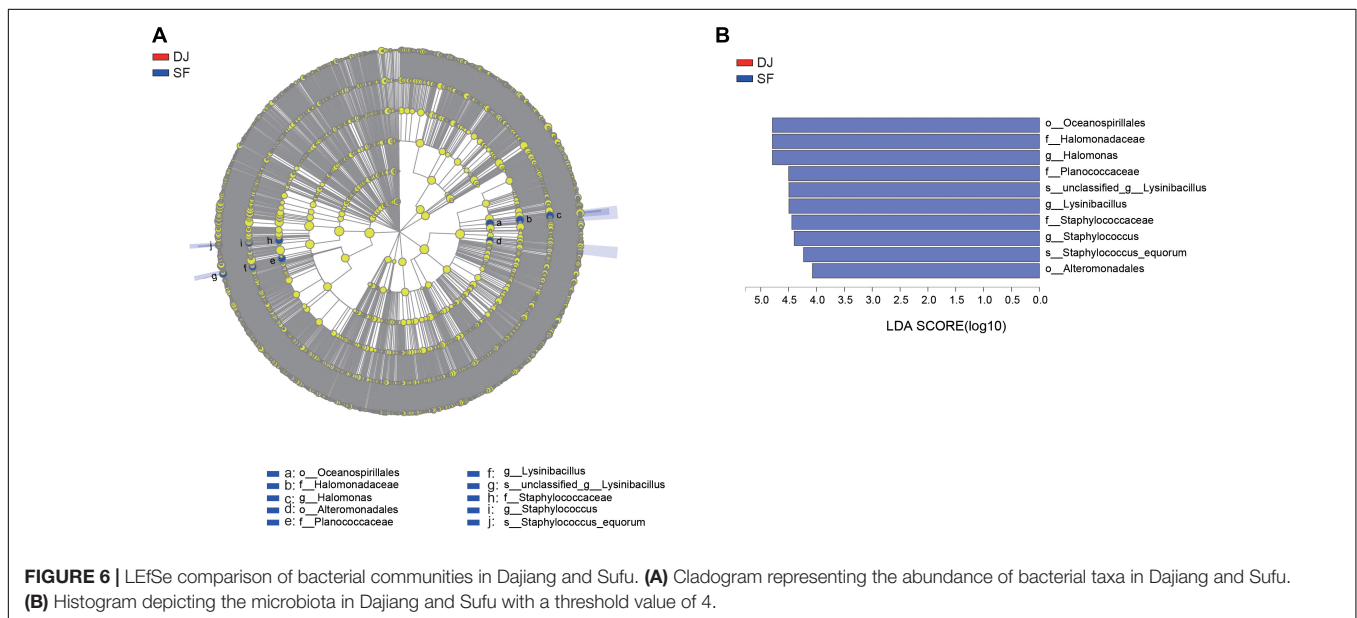 A
DJ
SF
a
b
c
d
e
f
g
h
i
j
a: o__Oceanospirillales
b: f__Halomonadaceae
c: g__Halomonas
d: o__Alteromonadales
e: f__Planococcaceae
f: g__Lysinibacillus
g: s__unclassified_g__Lysinibacillus
h: f__Staphylococcaceae
i: g__Staphylococcus
j: s__Staphylococcus_equorum
B
DJ
SF
o__Oceanospirillales
f__Halomonadaceae
g__Halomonas
f__Planococcaceae
s__unclassified_g__Lysinibacillus
g__Lysinibacillus
f__Staphylococcaceae
g__Staphylococcus
s__Staphylococcus_equorum
o__Alteromonadales
5.0 4.5 4.0 3.5 3.0 2.5 2.0 1.5 1.0 0.5 0.0
LDA SCORE(log10)
FIGURE 6 | LEfSe comparison of bacterial communities in Dajiang and Sufu. (A) Cladogram representing the abundance of bacterial taxa in Dajiang and Sufu.
(B) Histogram depicting the microbiota in Dajiang and Sufu with a threshold value of 4.